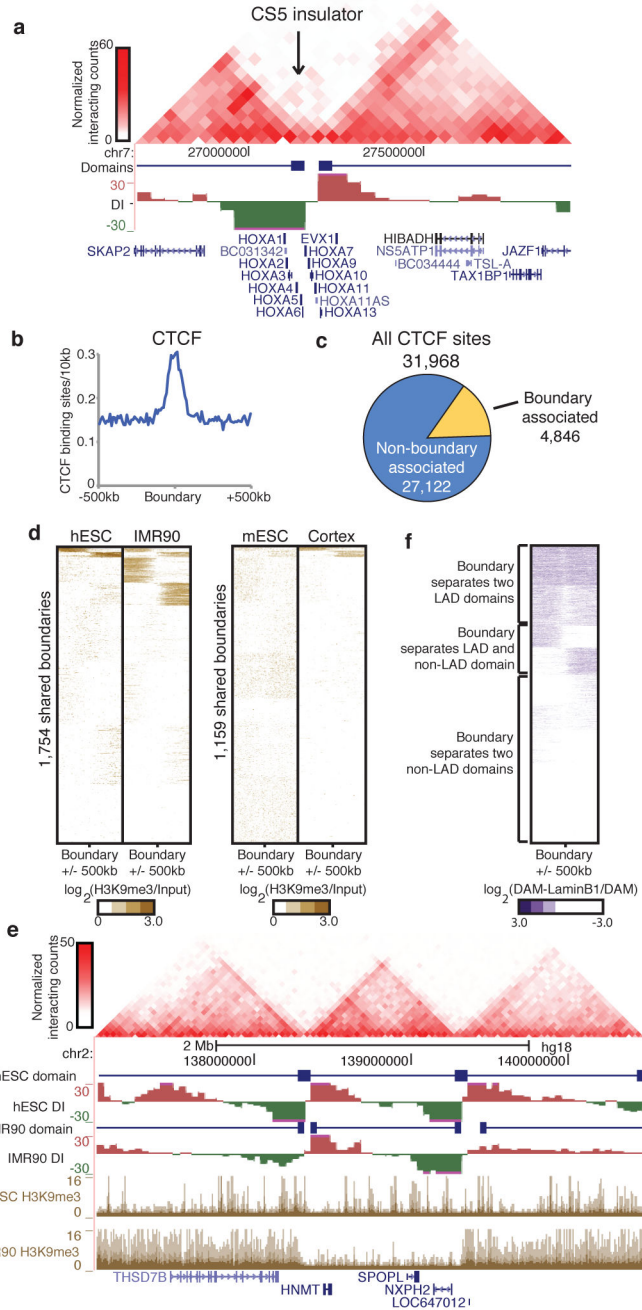 a
CS5 insulator
Normalized
interacting counts
60
0
chr7:
27000000
27500000
Domains
30
DI
-30
SKAP2
HOXA1
BC031342
HOXA2
HOXA3
HOXA4
HOXA5
HOXA6
EVX1
HOXA7
HOXA9
HOXA10
HOXA11
HOXA11AS
HOXA13
HIBADH
NS5ATP1
BC034444
TSL-A
TAX1BP1
JAZF1
b
CTCF
CTCF binding sites/10kb
0.3
0.2
0.1
0
-500kb
Boundary
+500kb
c
All CTCF sites
31,968
Boundary
associated
4,846
Non-boundary
associated
27,122
d
hESC
IMR90
1,754 shared boundaries
Boundary
+/- 500kb
log2(H3K9me3/Input)
0
3.0
mESC
Cortex
1,159 shared boundaries
Boundary
+/- 500kb
Boundary
+/- 500kb
Boundary
+/- 500kb
log2(H3K9me3/Input)
0
3.0
f
Boundary
separates two
LAD domains
Boundary
separates LAD and
non-LAD domain
Boundary
separates two
non-LAD domains
Boundary
+/- 500kb
log2(DAM-LaminB1/DAM)
3.0
-3.0
e
Normalized
interacting counts
50
0
2 Mb
hg18
chr2:
138000000
139000000
140000000
hESC domain
30
hESC DI
-30
MR90 domain
30
IMR90 DI
-30
16
SC H3K9me3
0
16
R90 H3K9me3
0
THSD7B
HNMT
SPOPL
NXPH2
LOC647012